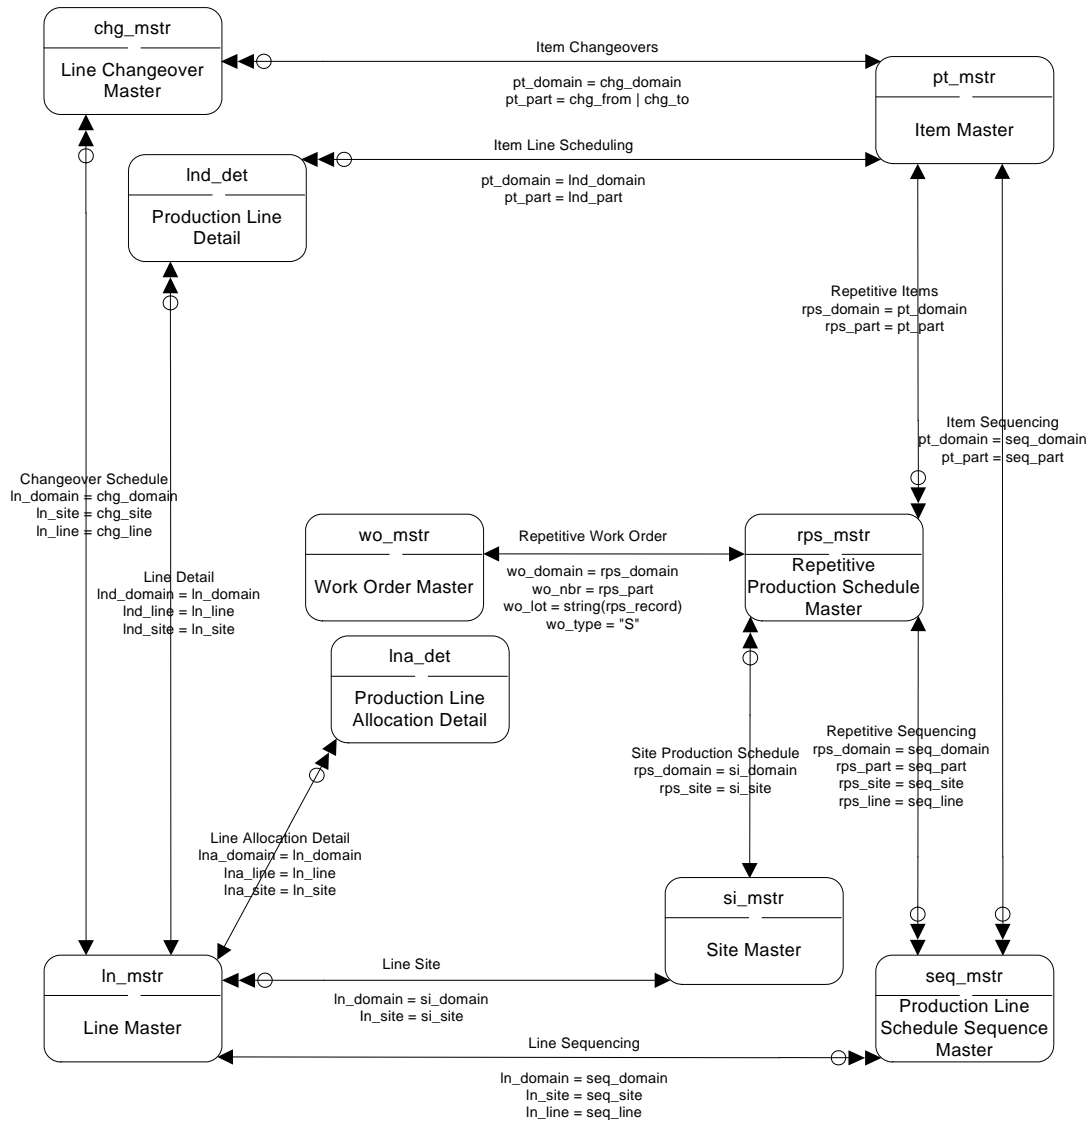 chg_mstr
Line Changeover
Master
Item Changeovers
pt_domain = chg_domain
pt_part = chg_from | chg_to
pt_mstr
Item Master
Item Line Scheduling
pt_domain = lnd_domain
pt_part = lnd_part
lnd_det
Production Line
Detail
Repetitive Items
rps_domain = pt_domain
rps_part = pt_part
Item Sequencing
pt_domain = seq_domain
pt_part = seq_part
Changeover Schedule
ln_domain = chg_domain
ln_site = chg_site
ln_line = chg_line
Line Detail
lnd_domain = ln_domain
lnd_line = ln_line
lnd_site = ln_site
wo_mstr
Work Order Master
Repetitive Work Order
wo_domain = rps_domain
wo_nbr = rps_part
wo_lot = string(rps_record)
wo_type = "S"
rps_mstr
Repetitive
Production Schedule
Master
lna_det
Production Line
Allocation Detail
Site Production Schedule
rps_domain = si_domain
rps_site = si_site
Repetitive Sequencing
rps_domain = seq_domain
rps_part = seq_part
rps_site = seq_site
rps_line = seq_line
Line Allocation Detail
lna_domain = ln_domain
lna_line = ln_line
lna_site = ln_site
si_mstr
Site Master
ln_mstr
Line Master
Line Site
ln_domain = si_domain
ln_site = si_site
seq_mstr
Production Line
Schedule Sequence
Master
Line Sequencing
ln_domain = seq_domain
ln_site = seq_site
ln_line = seq_line